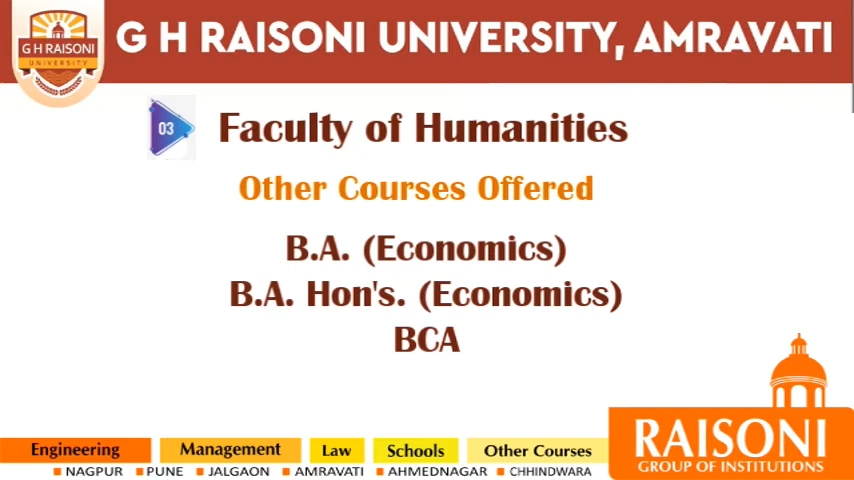 G H RAISONI UNIVERSITY, AMRAVATI
G H RAISONI
UNIVERSITY
03
Faculty of Humanities
Other Courses Offered
B.A. (Economics)
B.A. Hon's. (Economics)
BCA
Engineering Management Law Schools Other Courses
NAGPUR PUNE JALGAON AMRAVATI AHMEDNAGAR CHHINDWARA
RAISONI
GROUP OF INSTITUTIONS